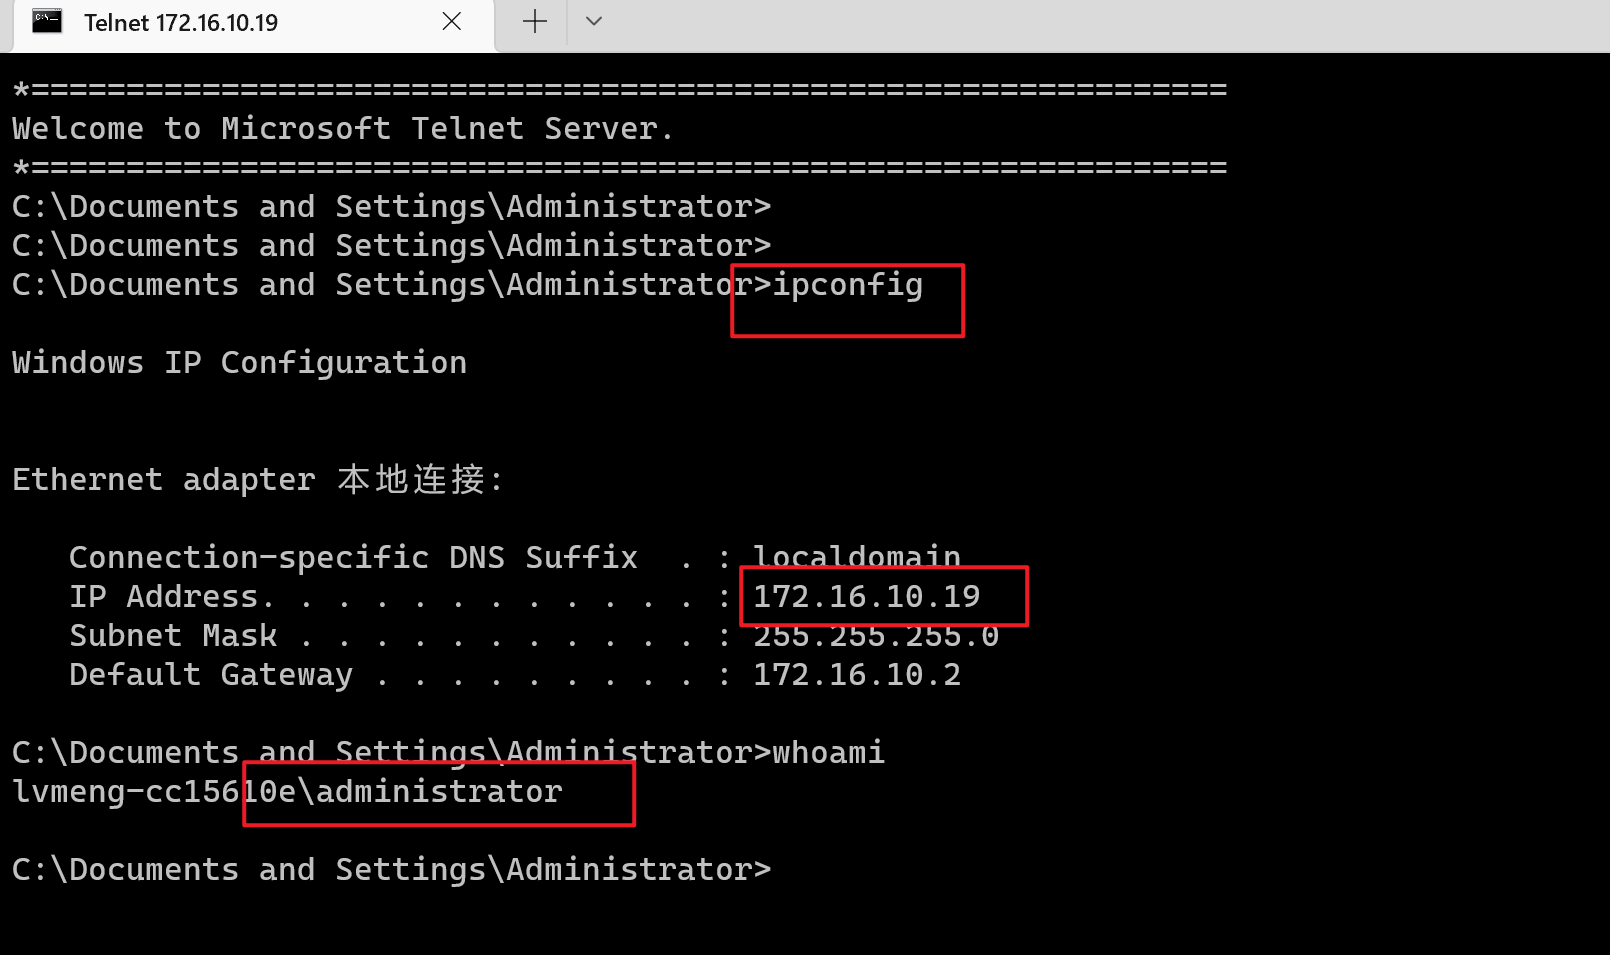 Telnet 172.16.10.19
*===============================================================
Welcome to Microsoft Telnet Server.
*===============================================================
C:\Documents and Settings\Administrator>
C:\Documents and Settings\Administrator>
C:\Documents and Settings\Administrator>ipconfig
Windows IP Configuration
Ethernet adapter 本地连接:
Connection-specific DNS Suffix  . : localdomain
IP Address. . . . . . . . . . . . : 172.16.10.19
Subnet Mask . . . . . . . . . . . : 255.255.255.0
Default Gateway . . . . . . . . . : 172.16.10.2
C:\Documents and Settings\Administrator>whoami
lvmeng-cc15610e\administrator
C:\Documents and Settings\Administrator>